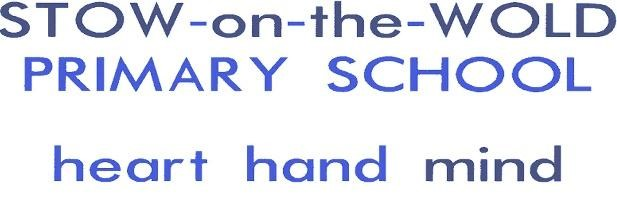 STOW-on-the-WOLD
PRIMARY SCHOOL
heart hand mind